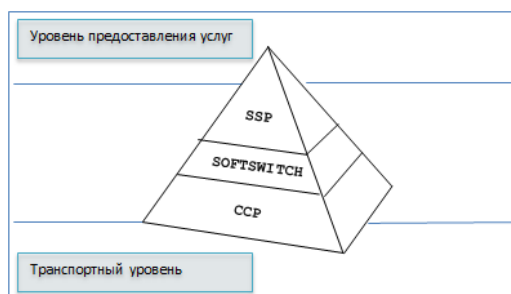 Уровень предоставления услуг
SSP
SOFTSWITCH
CCP
Транспортный уровень